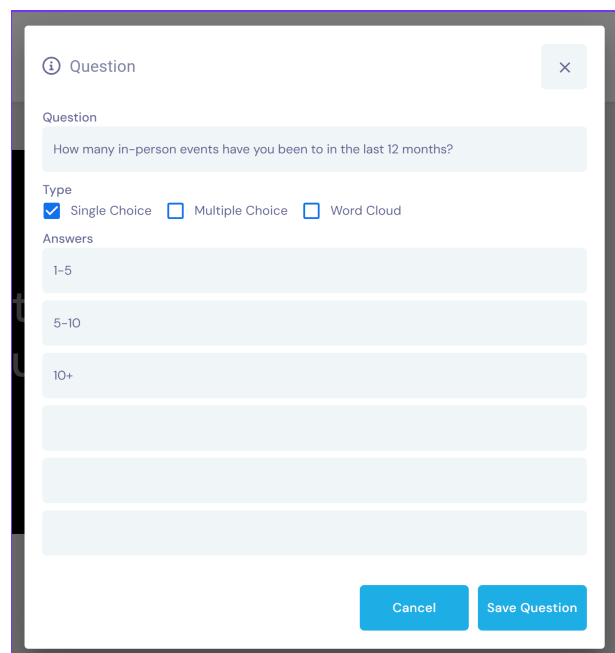 Question
Question
How many in-person events have you been to in the last 12 months?
Type
Single Choice Multiple Choice Word Cloud
Answers
1-5
5-10
10+
Cancel Save Question